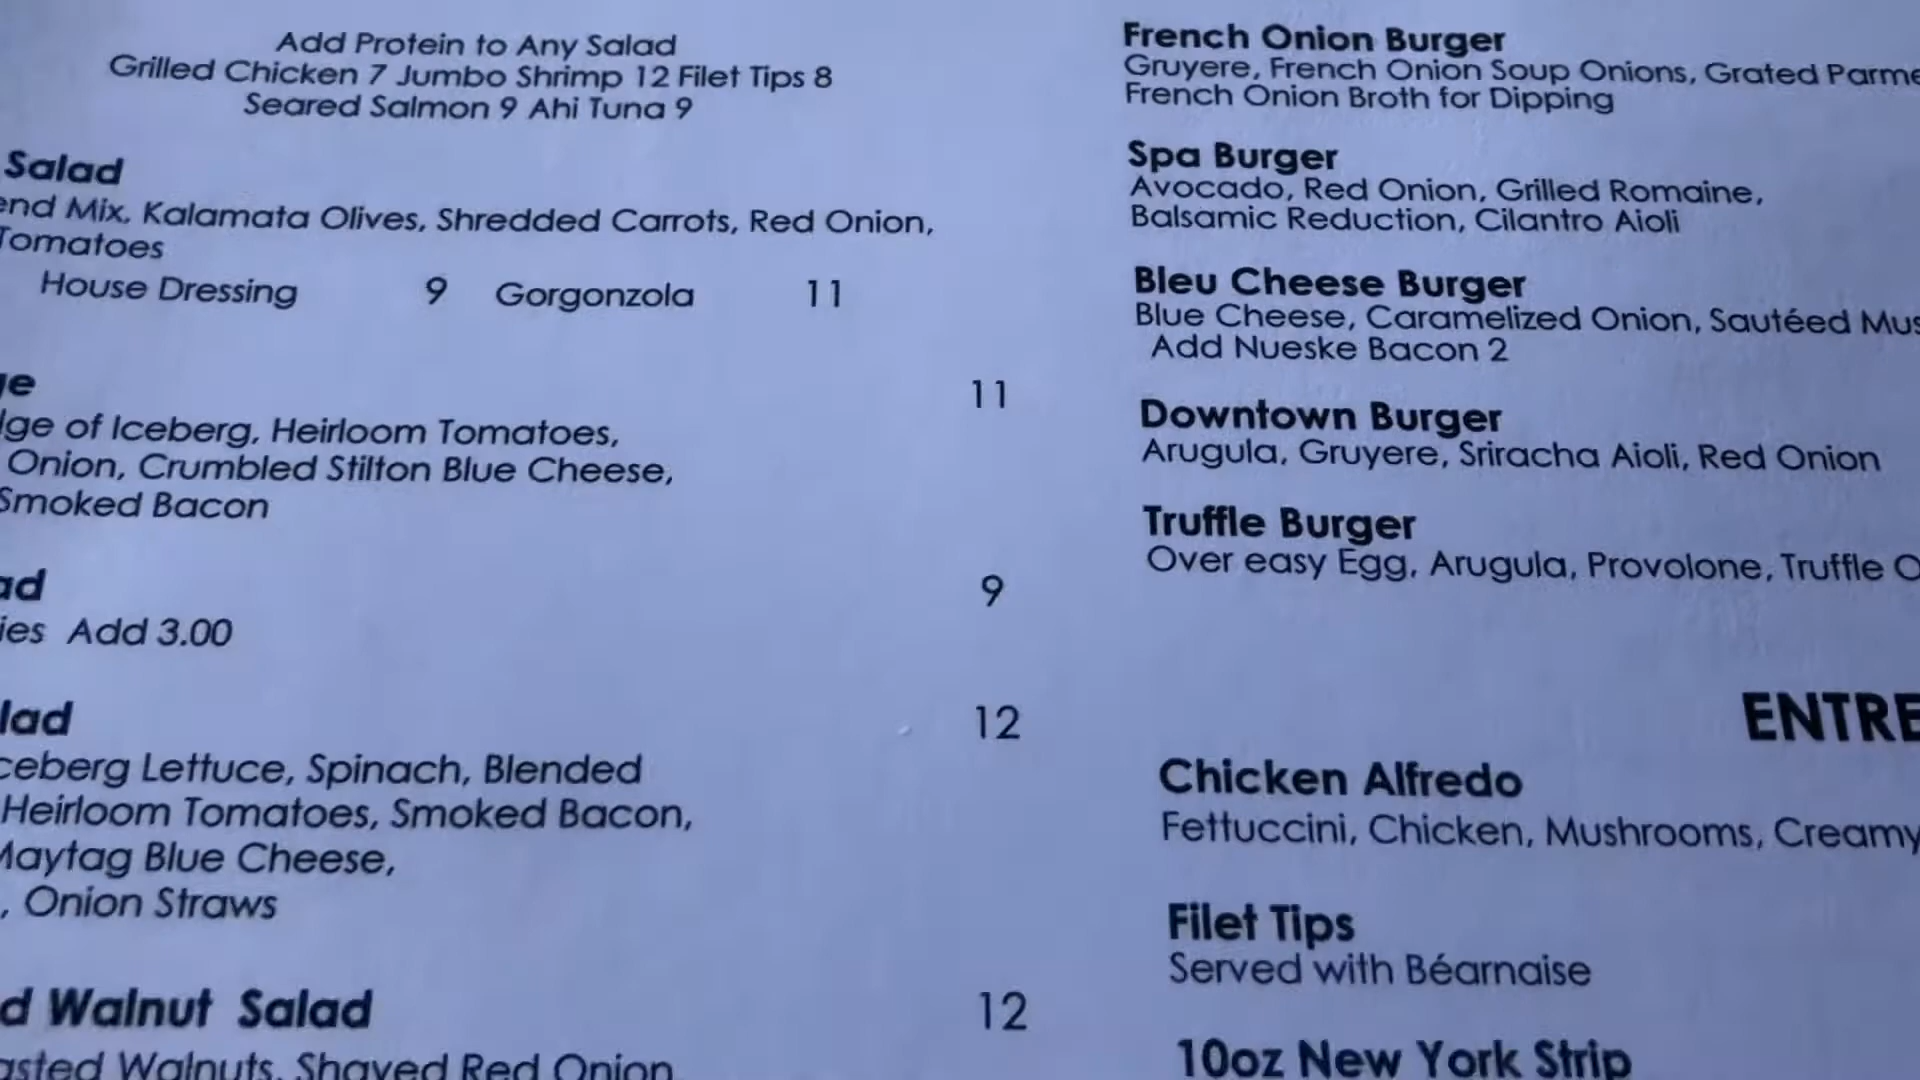 Add Protein to Any Salad
Grilled Chicken 7 Jumbo Shrimp 12 Filet Tips 8
Seared Salmon 9 Ahi Tuna 9
Salad
Mix, Kalamata Olives, Shredded Carrots, Red Onion,
Tomatoes
House Dressing 9 Gorgonzola 11
11
of Iceberg, Heirloom Tomatoes,
Onion, Crumbled Stilton Blue Cheese,
Smoked Bacon
9
Add 3.00
12
Lettuce, Spinach, Blended
Heirloom Tomatoes, Smoked Bacon,
Maytag Blue Cheese,
, Onion Straws
Walnut Salad 12
Walnuts, Shaved Red Onion
French Onion Burger
Gruyere, French Onion Soup Onions, Grated
French Onion Broth for Dipping
Spa Burger
Avocado, Red Onion, Grilled Romaine,
Balsamic Reduction, Cilantro Aioli
Bleu Cheese Burger
Blue Cheese, Caramelized Onion, Sautéed
Add Nueske Bacon 2
Downtown Burger
Arugula, Gruyere, Sriracha Aioli, Red Onion
Truffle Burger
Over easy Egg, Arugula, Provolone, Truffle
ENTRE
Chicken Alfredo
Fettuccini, Chicken, Mushrooms, Creamy
Filet Tips
Served with Béarnaise
10oz New York Strip